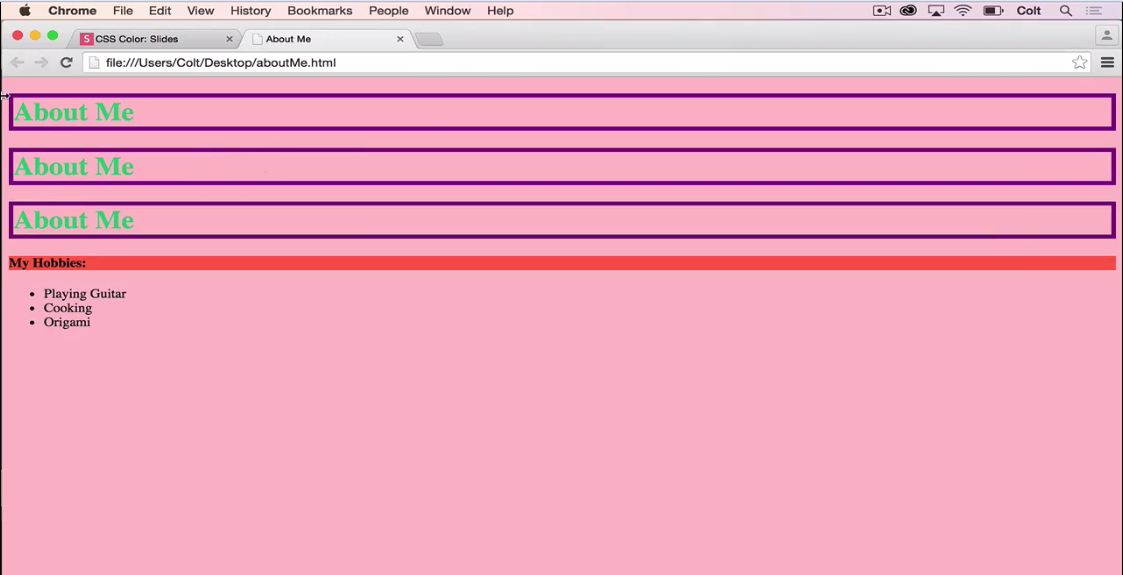 Chrome File Edit View History Bookmarks People Window Help Colt
S CSS Color: Slides About Me
file:///Users/Colt/Desktop/aboutMe.html
About Me
About Me
About Me
My Hobbies:
Playing Guitar
Cooking
Origami